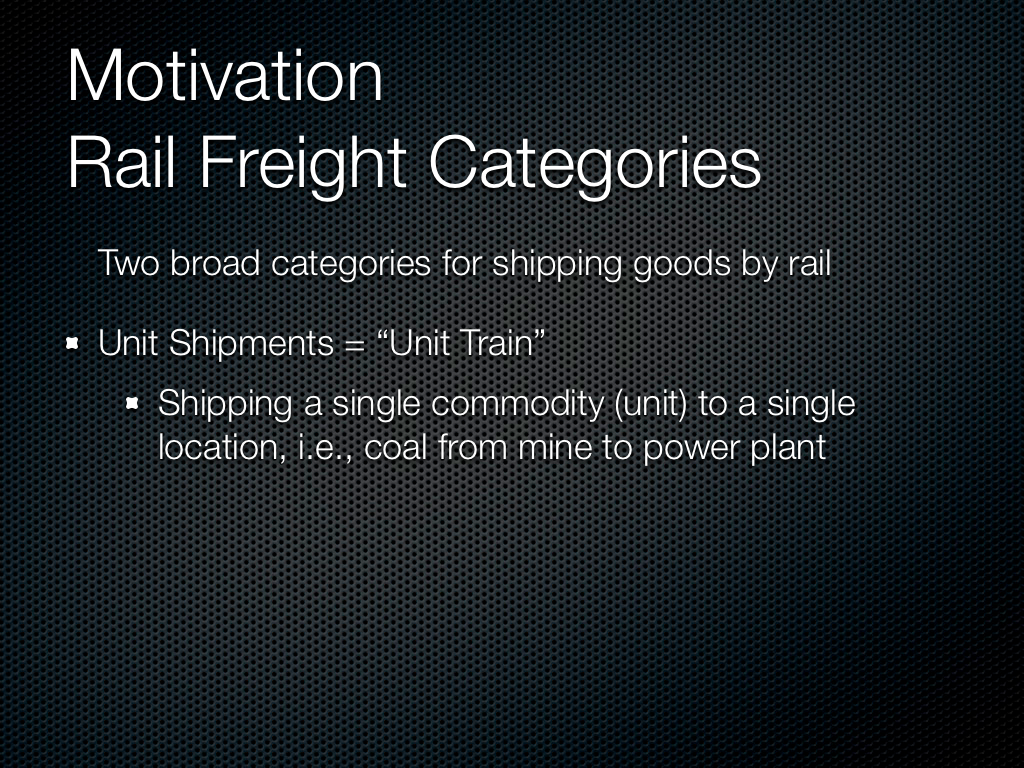 Motivation
Rail Freight Categories
Two broad categories for shipping goods by rail
Unit Shipments = “Unit Train”
Shipping a single commodity (unit) to a single
location, i.e., coal from mine to power plant